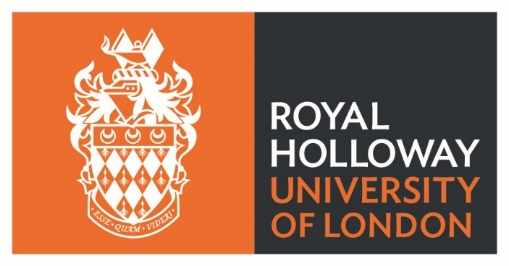 ESSE · QUAM · VIDERI
ROYAL
HOLLOWAY
UNIVERSITY
OF LONDON